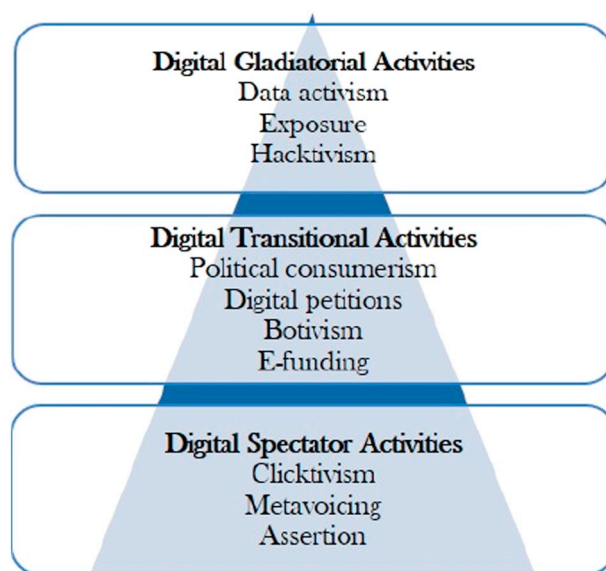 Digital Gladiatorial Activities
Data activism
Exposure
Hacktivism
Digital Transitional Activities
Political consumerism
Digital petitions
Botivism
E-funding
Digital Spectator Activities
Clicktivism
Metavoicing
Assertion